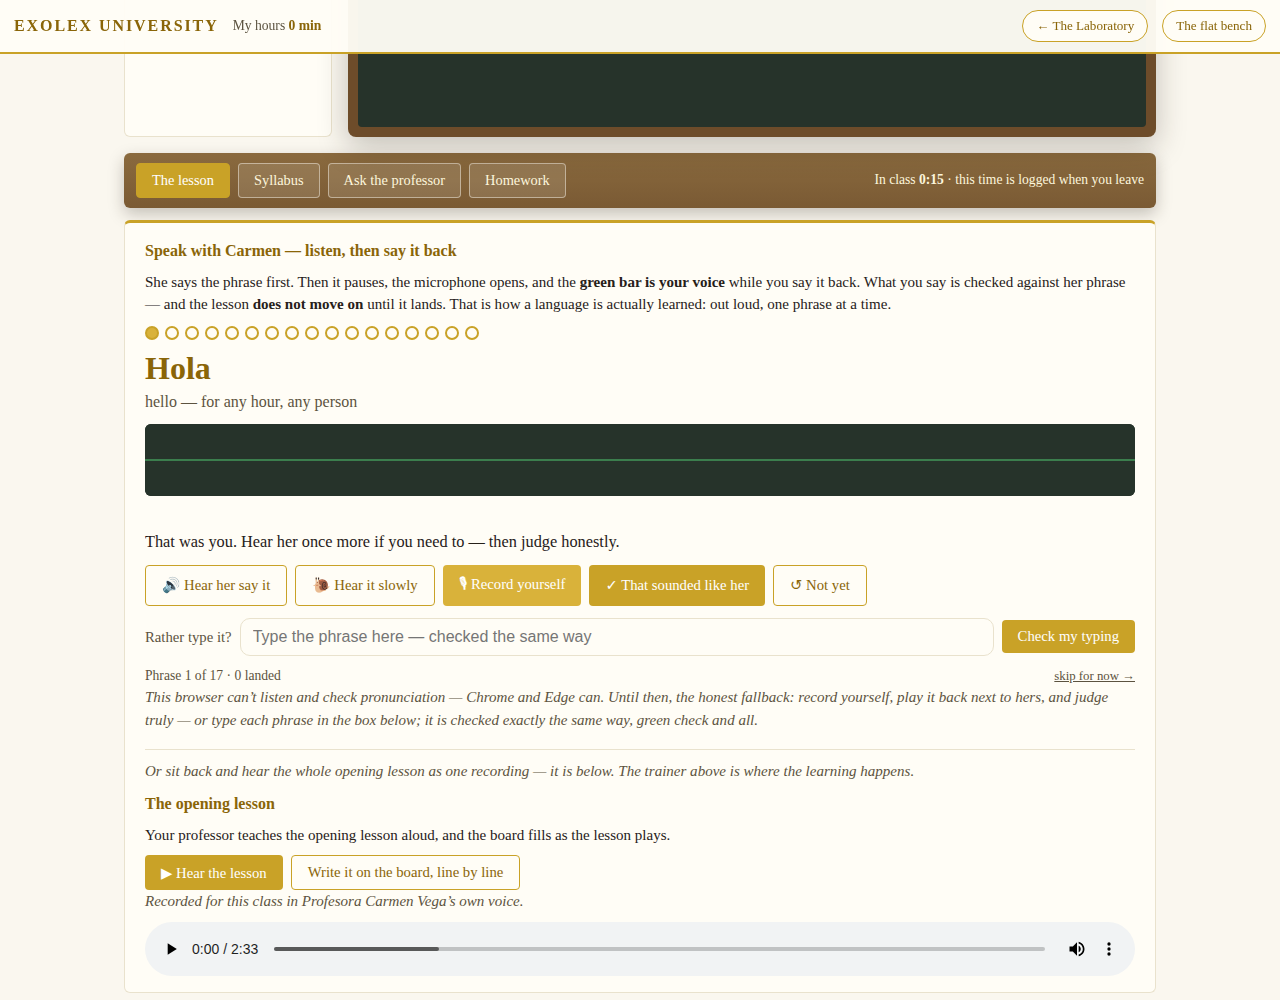 EXOLEX UNIVERSITY My hours 0 min ← The Laboratory The flat bench
The lesson Syllabus Ask the professor Homework In class 0:15 · this time is logged when you leave
Speak with Carmen — listen, then say it back
She says the phrase first. Then it pauses, the microphone opens, and the green bar is your voice while you say it back. What you say is checked against her phrase
— and the lesson does not move on until it lands. That is how a language is actually learned: out loud, one phrase at a time.
Hola
hello — for any hour, any person
That was you. Hear her once more if you need to — then judge honestly.
🔊 Hear her say it 🐌 Hear it slowly 🎙 Record yourself ✓ That sounded like her ↺ Not yet
Rather type it? Type the phrase here — checked the same way Check my typing
Phrase 1 of 17 · 0 landed skip for now →
This browser can’t listen and check pronunciation — Chrome and Edge can. Until then, the honest fallback: record yourself, play it back next to hers, and judge
truly — or type each phrase in the box below; it is checked exactly the same way, green check and all.
Or sit back and hear the whole opening lesson as one recording — it is below. The trainer above is where the learning happens.
The opening lesson
Your professor teaches the opening lesson aloud, and the board fills as the lesson plays.
▶ Hear the lesson Write it on the board, line by line
Recorded for this class in Profesora Carmen Vega’s own voice.
0:00 / 2:33